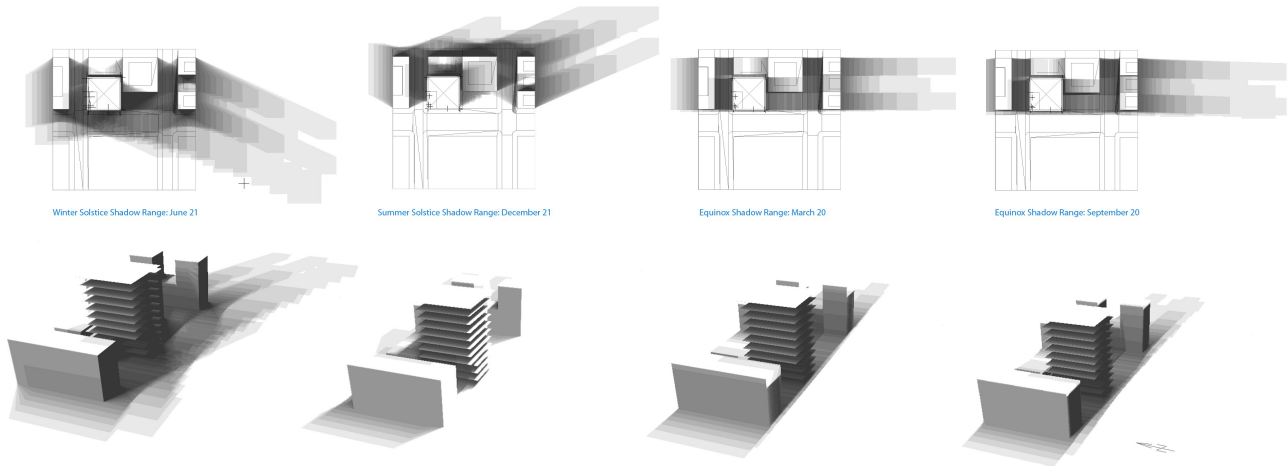 Winter Solstice Shadow Range: June 21
Summer Solstice Shadow Range: December 21
Equinox Shadow Range: March 20
Equinox Shadow Range: September 20